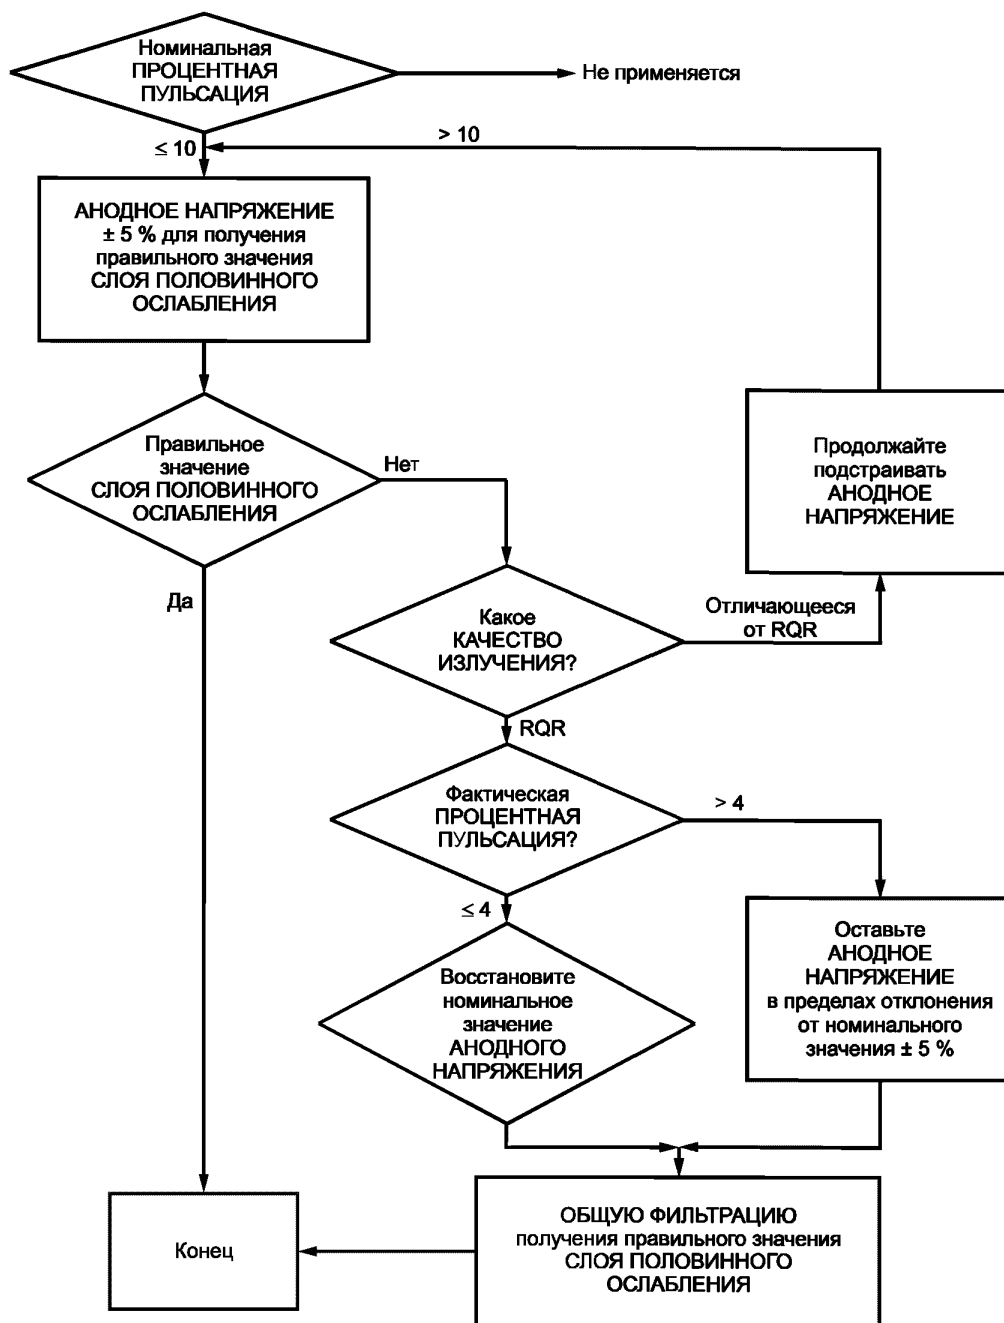 Номинальная
ПРОЦЕНТНАЯ
ПУЛЬСАЦИЯ
Не применяется
≤ 10
> 10
АНОДНОЕ НАПРЯЖЕНИЕ
± 5 % для получения
правильного значения
СЛОЯ ПОЛОВИННОГО
ОСЛАБЛЕНИЯ
Правильное
значение
СЛОЯ ПОЛОВИННОГО
ОСЛАБЛЕНИЯ
Нет
Да
Продолжайте
подстраивать
АНОДНОЕ
НАПРЯЖЕНИЕ
Какое
КАЧЕСТВО
ИЗЛУЧЕНИЯ?
Отличающееся
от RQR
RQR
Фактическая
ПРОЦЕНТНАЯ
ПУЛЬСАЦИЯ?
> 4
≤ 4
Восстановите
номинальное
значение
АНОДНОГО
НАПРЯЖЕНИЯ
Оставьте
АНОДНОЕ
НАПРЯЖЕНИЕ
в пределах отклонения
от номинального
значения ± 5 %
ОБЩУЮ ФИЛЬТРАЦИЮ
получения правильного значения
СЛОЯ ПОЛОВИННОГО
ОСЛАБЛЕНИЯ
Конец